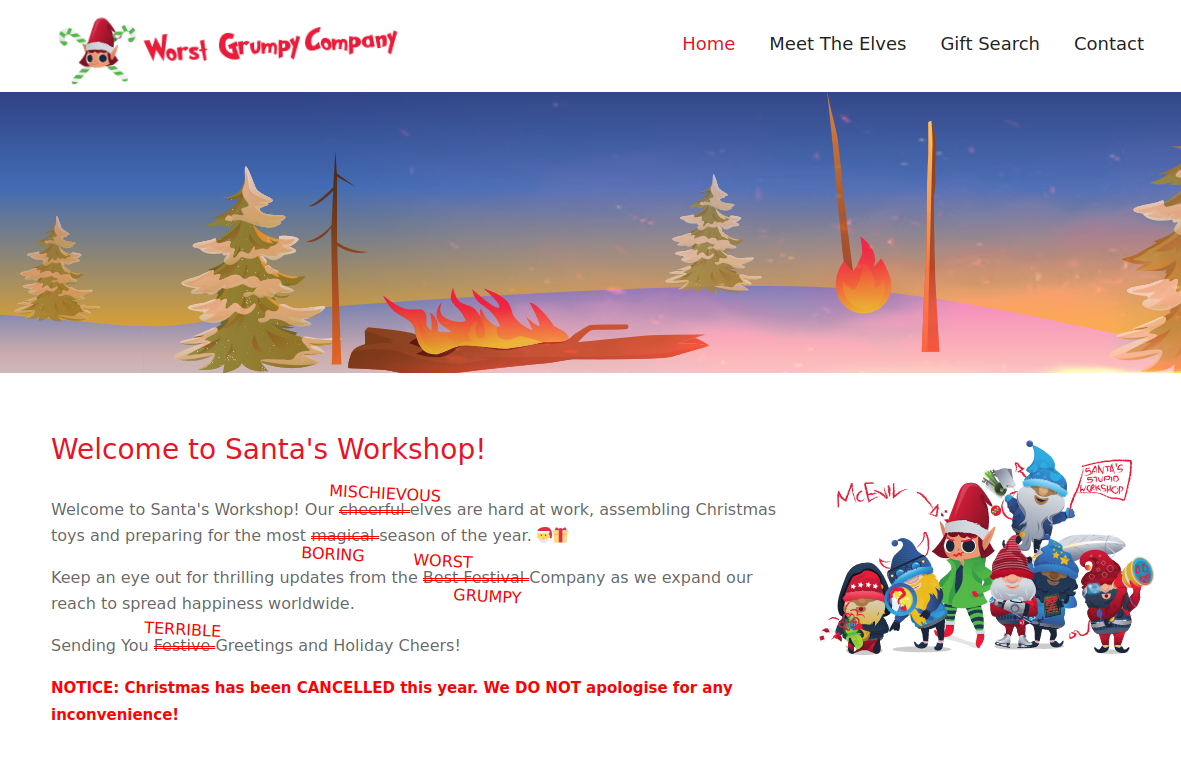 Worst Grumpy Company
Home Meet The Elves Gift Search Contact
Welcome to Santa's Workshop!
MISCHIEVOUS
Welcome to Santa's Workshop! Our cheerful elves are hard at work, assembling Christmas
toys and preparing for the most magical season of the year. 🎅🎁
BORING WORST
Keep an eye out for thrilling updates from the Best Festival Company as we expand our
GRUMPY
reach to spread happiness worldwide.
TERRIBLE
Sending You Festive Greetings and Holiday Cheers!
NOTICE: Christmas has been CANCELLED this year. We DO NOT apologise for any
inconvenience!
McEvil
SANTA'S
STUPID
WORKSHOP